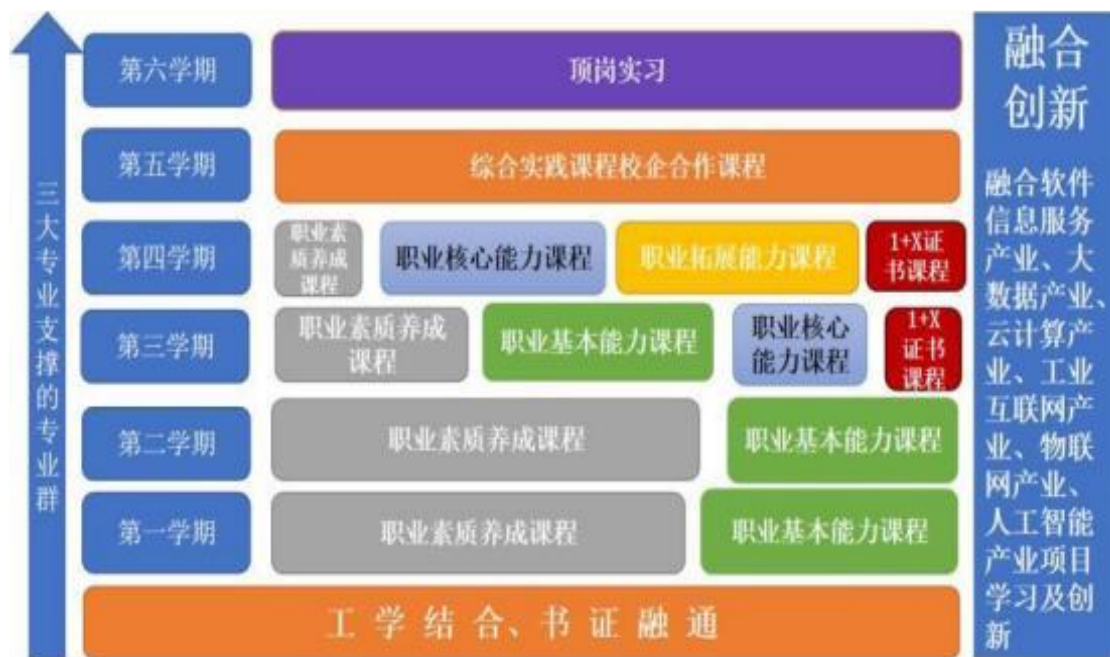 三大专业支撑的专业群
第六学期
顶岗实习
第五学期
综合实践课程校企合作课程
第四学期
职业素
质养成
课程
职业核心能力课程
职业拓展能力课程
1+X证
书课程
第三学期
职业素质养成
课程
职业基本能力课程
职业核心
能力课程
1+X
证书
课程
第二学期
职业素质养成课程
职业基本能力课程
第一学期
职业素质养成课程
职业基本能力课程
工学结合、书证融通
融合
创新
融合软件
信息服务
产业、大
数据产业、
云计算产
业、工业
互联网产
业、物联
网产业、
人工智能
产业项目
学习及创
新